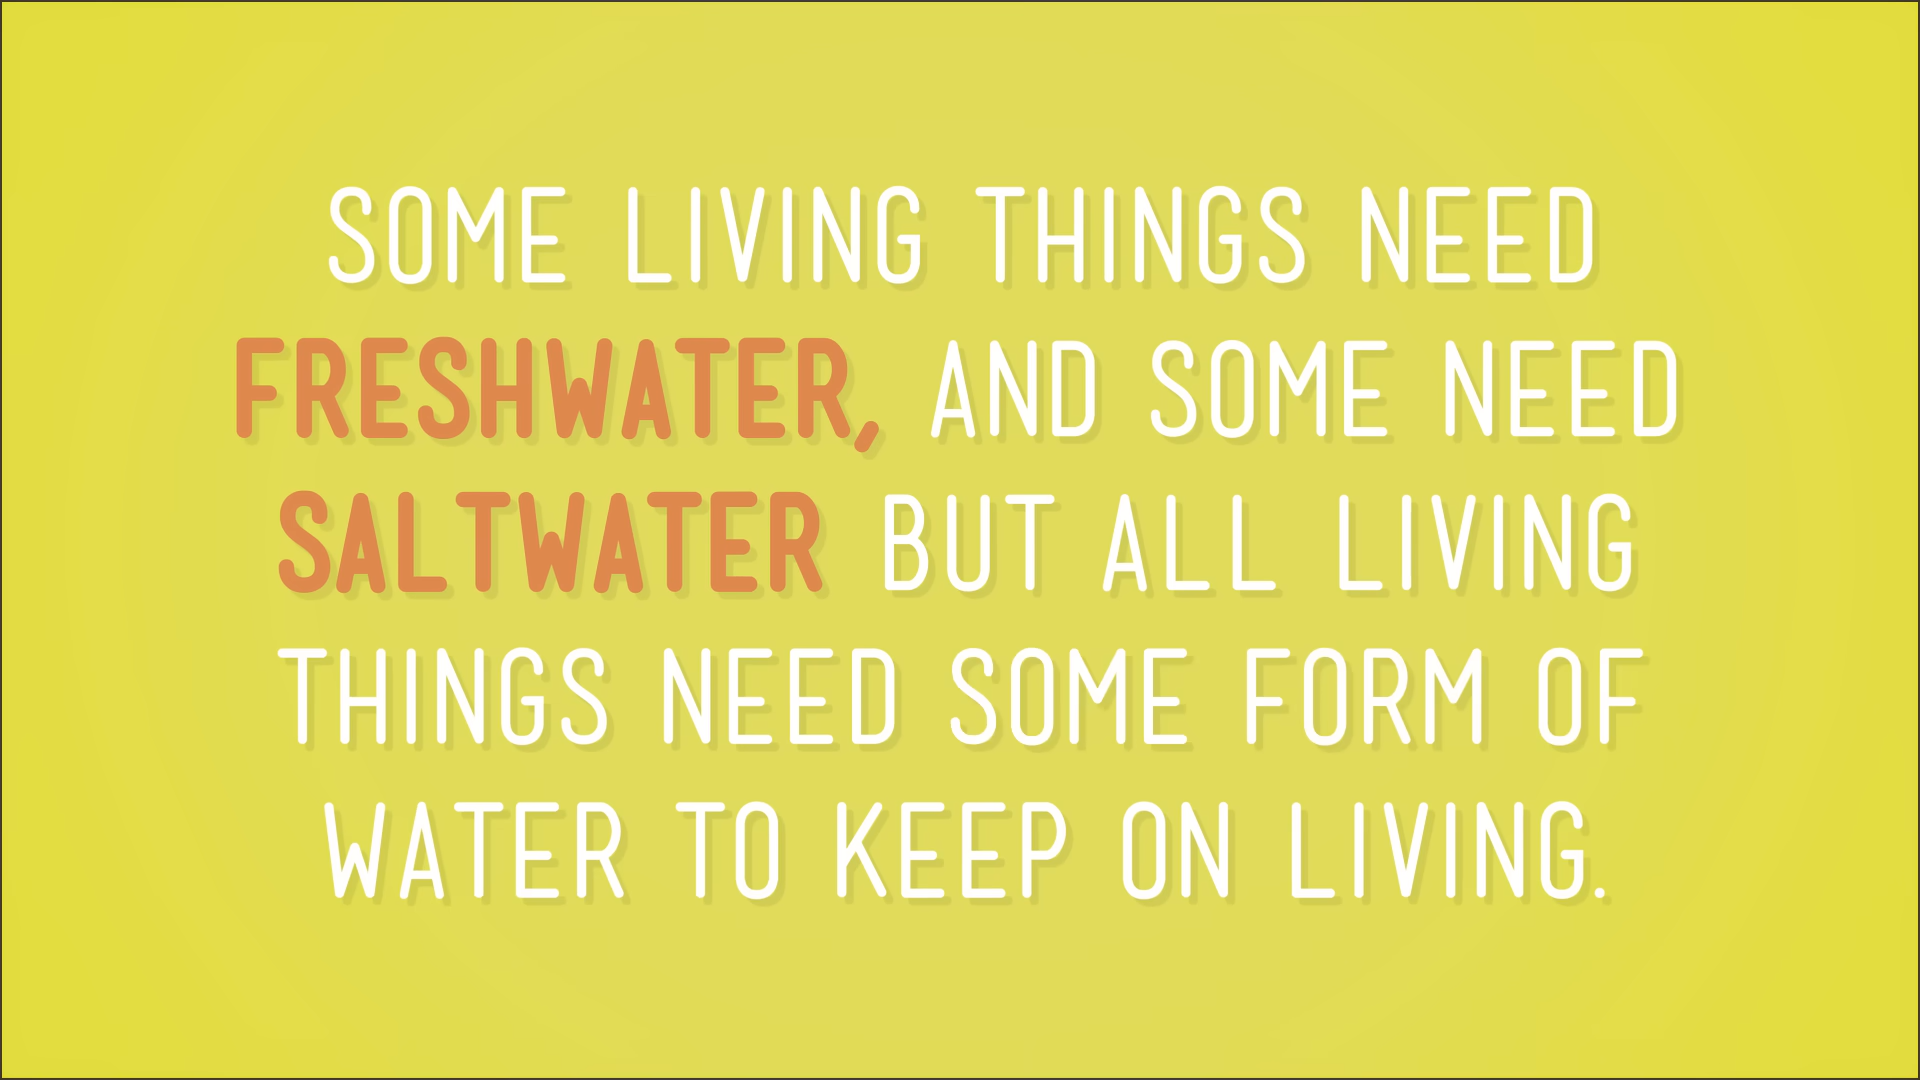 SOME LIVING THINGS NEED
FRESHWATER, AND SOME NEED
SALTWATER BUT ALL LIVING
THINGS NEED SOME FORM OF
WATER TO KEEP ON LIVING.